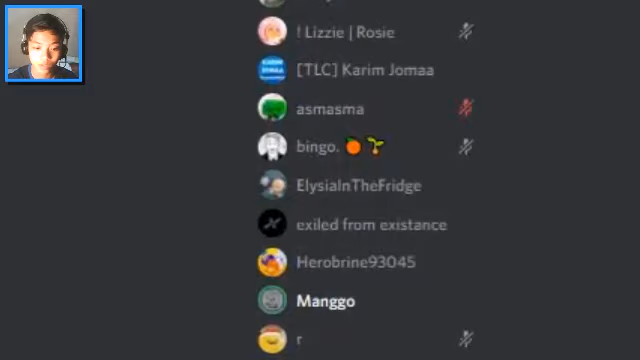 ! Lizzie | Rosie
[TLC] Karim Jomaa
asmasma
bingo. 🍊🌱
ElysiaInTheFridge
exiled from existance
Herobrine93045
Manggo
r